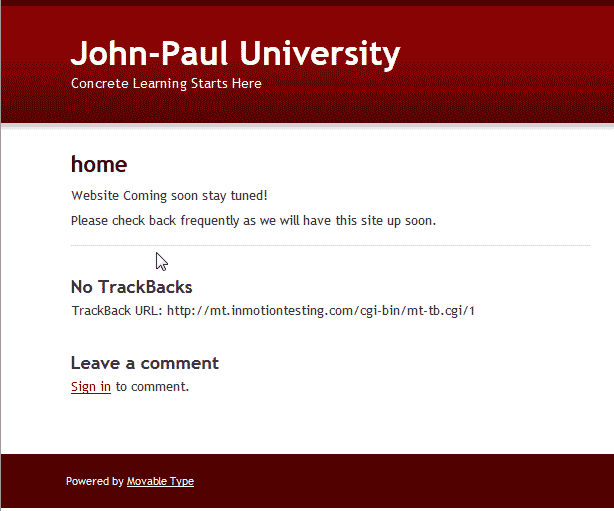 John-Paul University
Concrete Learning Starts Here
home
Website Coming soon stay tuned!
Please check back frequently as we will have this site up soon.
No TrackBacks
TrackBack URL: http://mt.inmotiontesting.com/cgi-bin/mt-tb.cgi/1
Leave a comment
Sign in to comment.
Powered by Movable Type